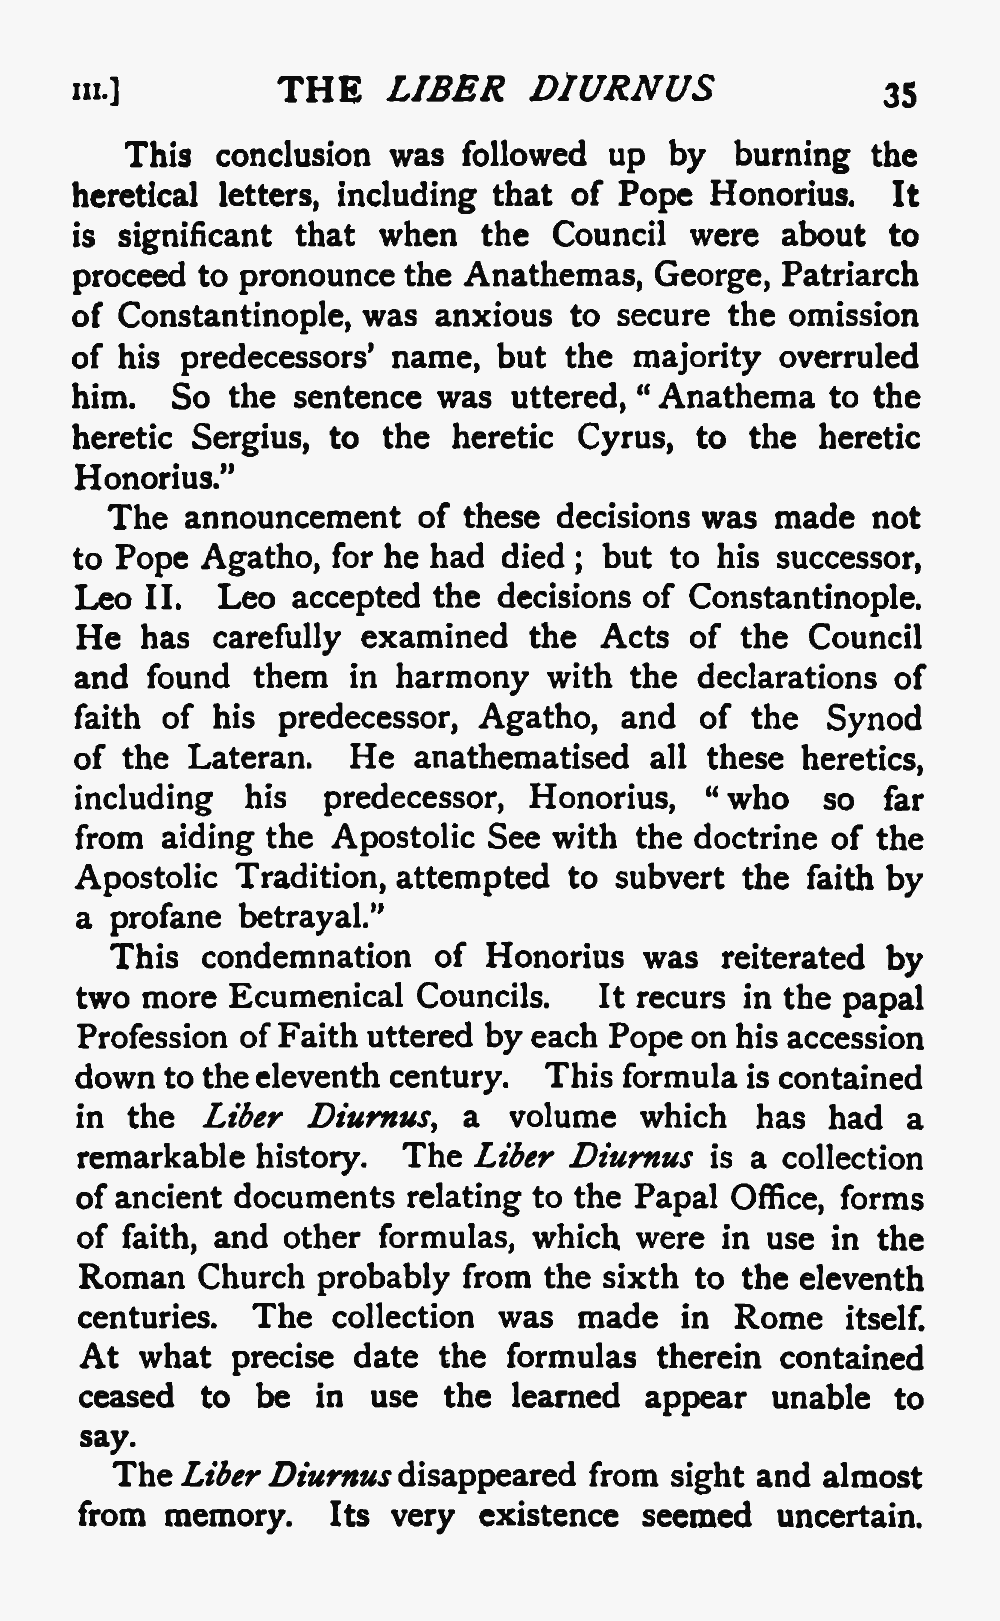 III.] THE LIBER DIURNUS 35
This conclusion was followed up by burning the
heretical letters, including that of Pope Honorius. It
is significant that when the Council were about to
proceed to pronounce the Anathemas, George, Patriarch
of Constantinople, was anxious to secure the omission
of his predecessors' name, but the majority overruled
him. So the sentence was uttered, “ Anathema to the
heretic Sergius, to the heretic Cyrus, to the heretic
Honorius.”
The announcement of these decisions was made not
to Pope Agatho, for he had died ; but to his successor,
Leo II. Leo accepted the decisions of Constantinople.
He has carefully examined the Acts of the Council
and found them in harmony with the declarations of
faith of his predecessor, Agatho, and of the Synod
of the Lateran. He anathematised all these heretics,
including his predecessor, Honorius, “ who so far
from aiding the Apostolic See with the doctrine of the
Apostolic Tradition, attempted to subvert the faith by
a profane betrayal.”
This condemnation of Honorius was reiterated by
two more Ecumenical Councils. It recurs in the papal
Profession of Faith uttered by each Pope on his accession
down to the eleventh century. This formula is contained
in the Liber Diurnus, a volume which has had a
remarkable history. The Liber Diurnus is a collection
of ancient documents relating to the Papal Office, forms
of faith, and other formulas, which were in use in the
Roman Church probably from the sixth to the eleventh
centuries. The collection was made in Rome itself.
At what precise date the formulas therein contained
ceased to be in use the learned appear unable to
say.
The Liber Diurnus disappeared from sight and almost
from memory. Its very existence seemed uncertain.